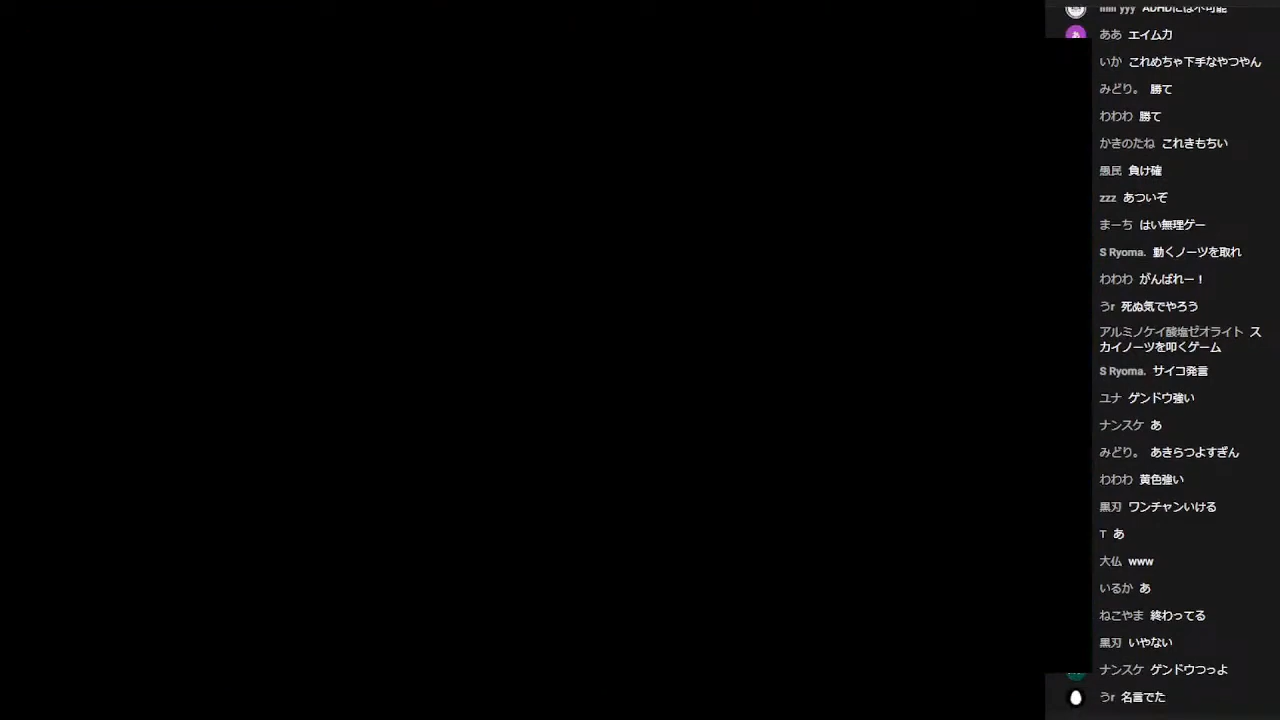 ADHDには不可能
ああ エイムカ
いか これめちゃ下手なやつやん
みどり。 勝て
わわわ 勝て
かきのたね これきもちい
愚民 負け確
zzz あついぞ
まーち はい無理ゲー
S Ryoma. 動くノーツを取れ
わわわ がんばれー！
うr 死ぬ気でやろう
アルミノケイ酸塩ゼオライト ス
カイノーツを叩くゲーム
S Ryoma. サイコ発言
ユナ ゲンドウ強い
ナンスケ あ
みどり。 あきらつよすぎん
わわわ 黄色強い
黒刃 ワンチャンいける
T あ
大仏 www
いるか あ
ねこやま 終わってる
黒刃 いやない
ナンスケ ゲンドウつっよ
うr 名言でた